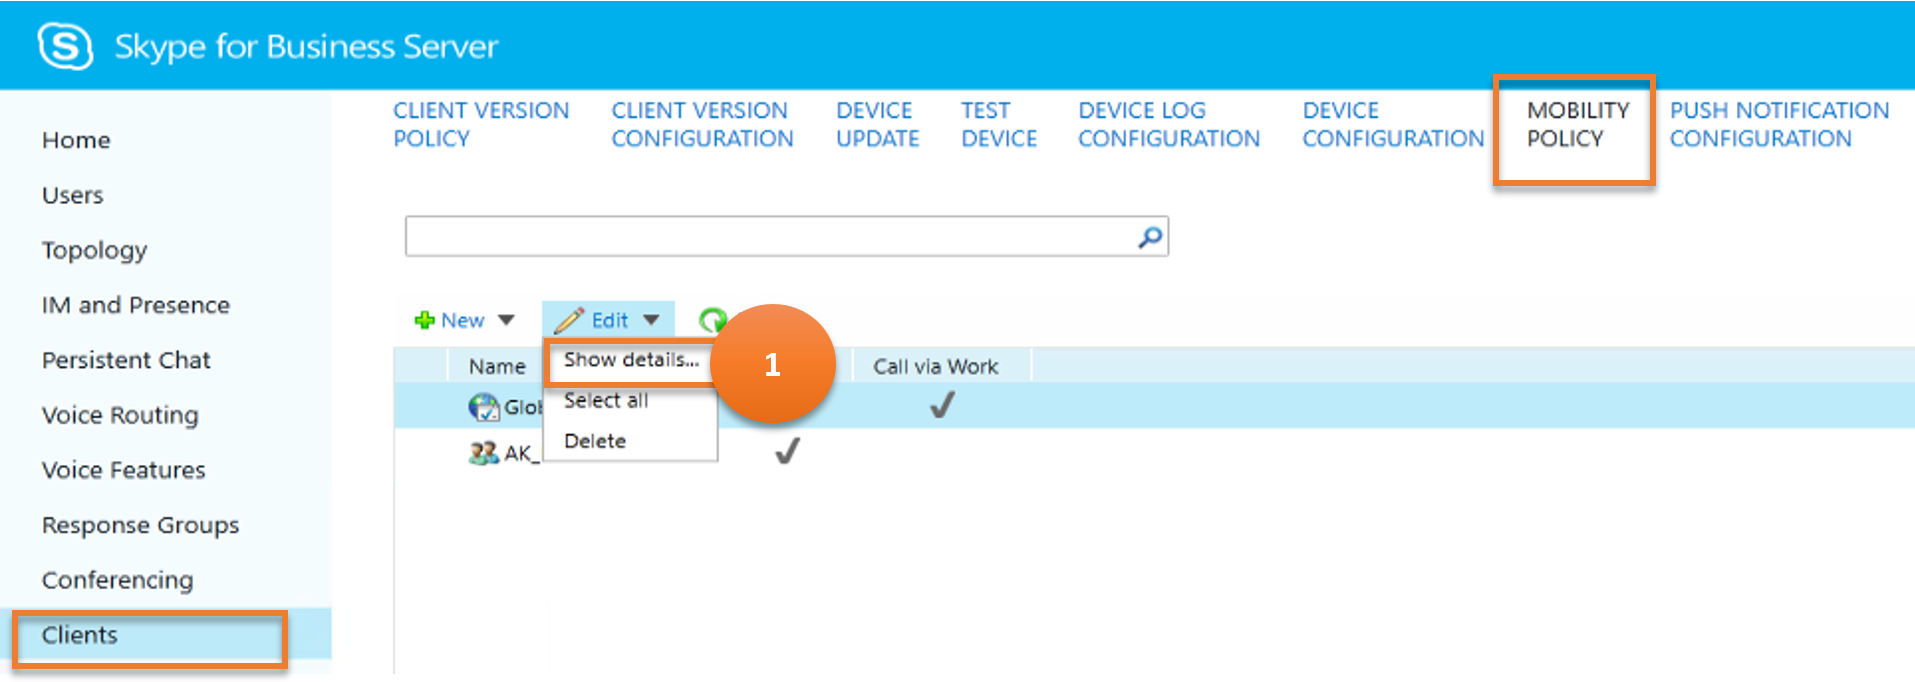 Skype for Business Server
Home
Users
Topology
IM and Presence
Persistent Chat
Voice Routing
Voice Features
Response Groups
Conferencing
Clients
CLIENT VERSION
POLICY
CLIENT VERSION
CONFIGURATION
DEVICE
UPDATE
TEST
DEVICE
DEVICE LOG
CONFIGURATION
DEVICE
CONFIGURATION
MOBILITY
POLICY
PUSH NOTIFICATION
CONFIGURATION
New Edit
Show details...
Select all
Delete
1
Name Call via Work
Glo
AK_